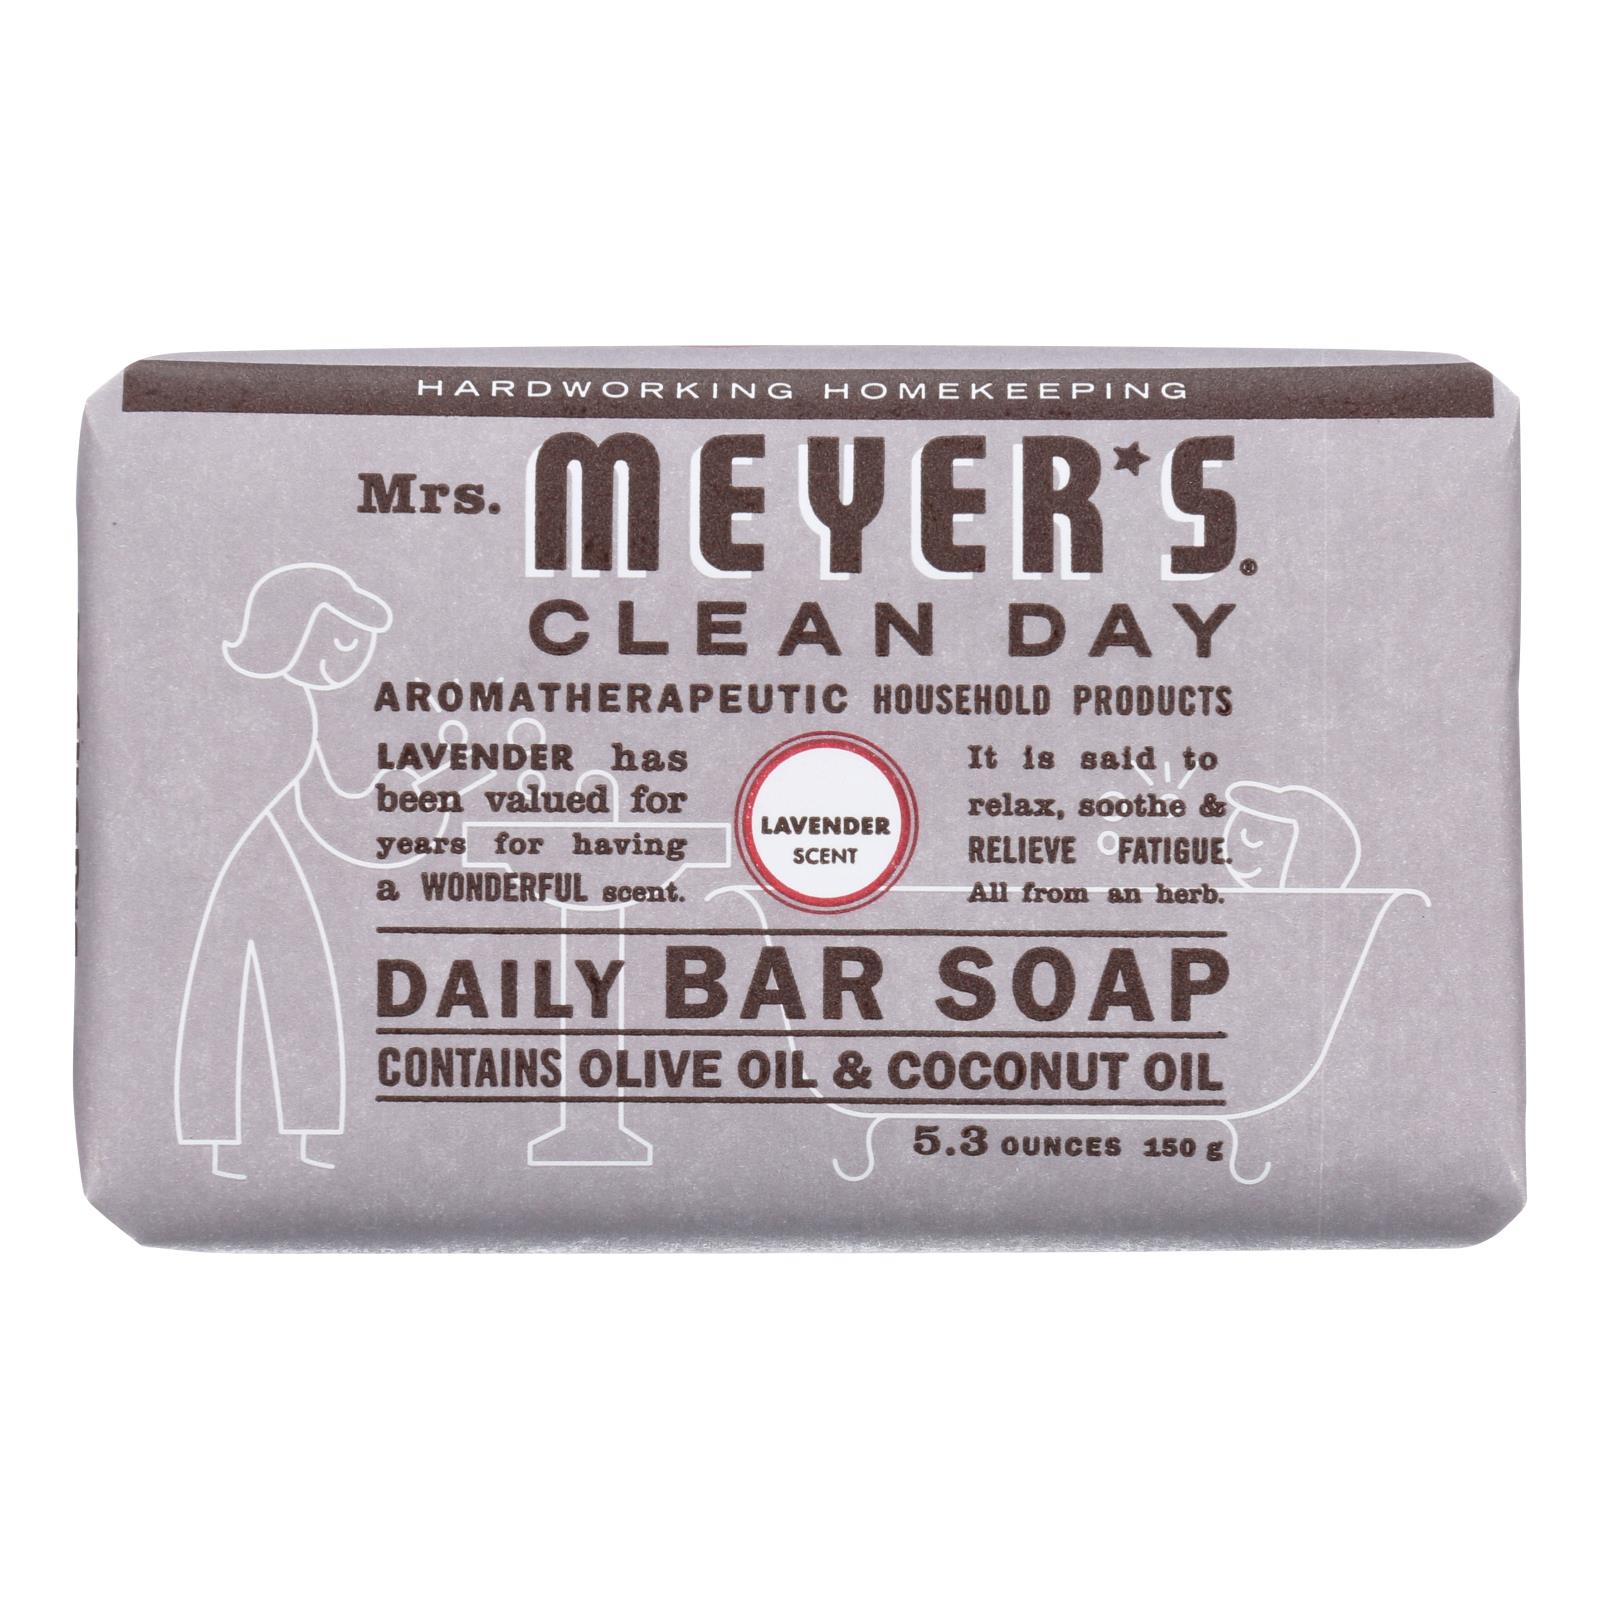 HARDWORKING HOMEKEEPING
Mrs. MEYER★S®
CLEAN DAY
AROMATHERAPEUTIC HOUSEHOLD PRODUCTS
LAVENDER has
been valued for
years for having
a WONDERFUL scent.
LAVENDER
SCENT
It is said to
relax, soothe &
RELIEVE FATIGUE.
All from an herb.
DAILY BAR SOAP
CONTAINS OLIVE OIL & COCONUT OIL
5.3 OUNCES 150 g